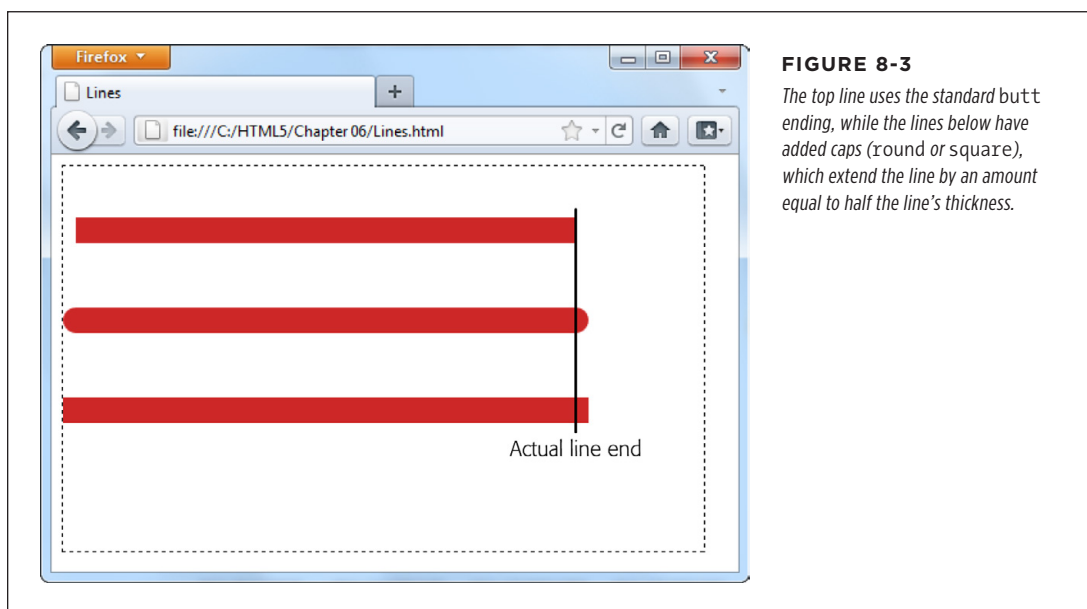 Firefox
Lines
file:///C:/HTML5/Chapter 06/Lines.html
Actual line end
FIGURE 8-3
The top line uses the standard butt
ending, while the lines below have
added caps (round or square),
which extend the line by an amount
equal to half the line’s thickness.